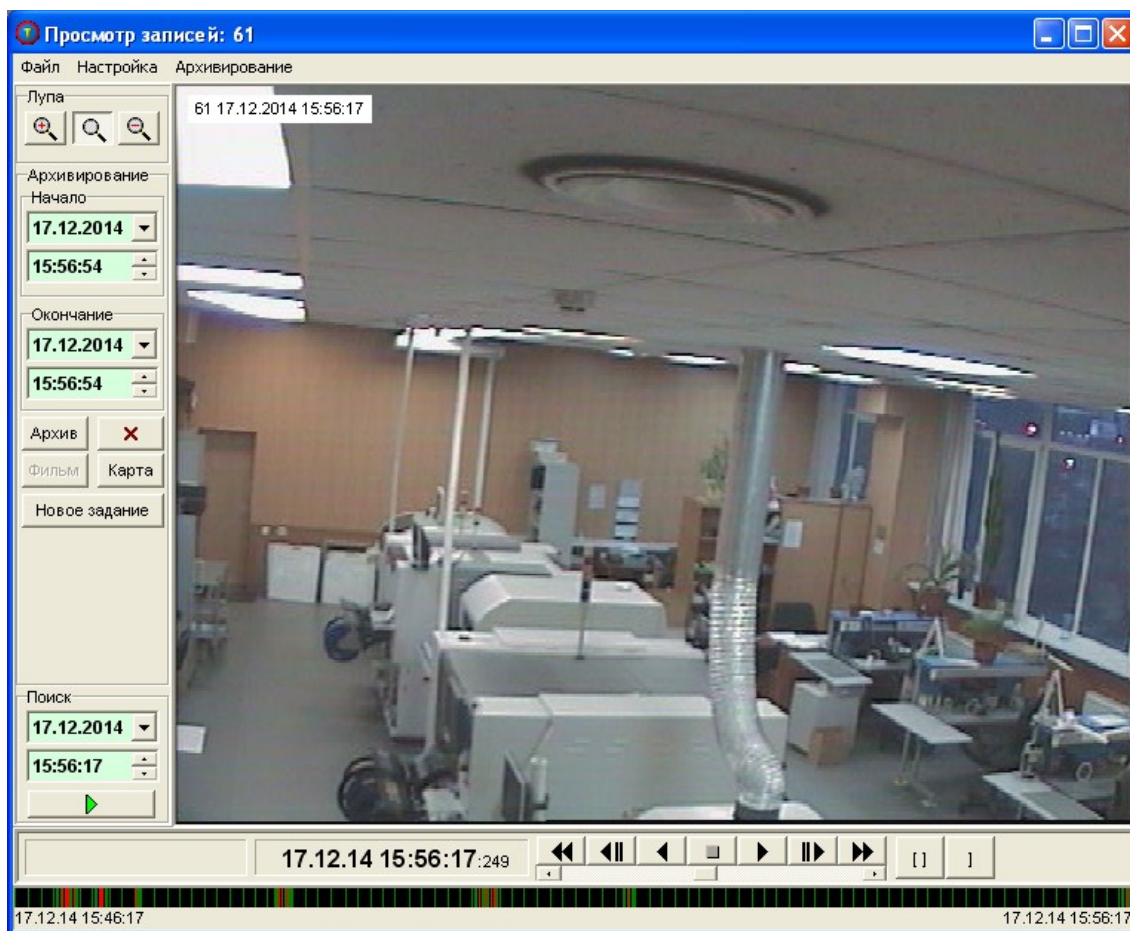 Просмотр записей: 61
Файл Настройка Архивирование
Лупа
61 17.12.2014 15:56:17
Архивирование
Начало
17.12.2014
15:56:54
Окончание
17.12.2014
15:56:54
Архив
Фильм Карта
Новое задание
Поиск
17.12.2014
15:56:17
17.12.14 15:56:17:249 [ ] ]
17.12.14 15:46:17 17.12.14 15:56:17